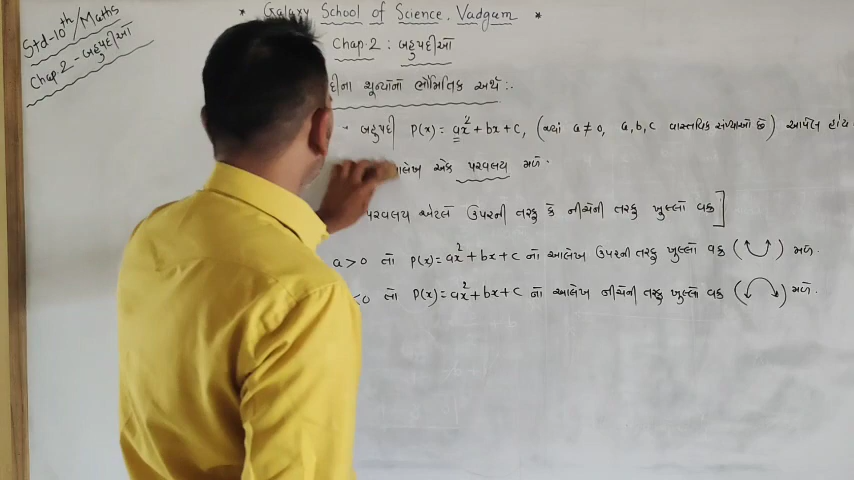 * Galaxy School of Science, Vadgam *
Std-10th/Maths
Chap.2 - બહુપદીઓ
Chap.2 : બહુપદીઓ
શૂન્યોનો ભૌમિતિક અર્થ :.
→ બહુપદી P(x) = ax² + bx + c, (જ્યાં a ≠ 0, a, b, c વાસ્તવિક સંખ્યાઓ છે) આપેલ હોય
આલેખ એક પરવલય મળે.
પરવલય એટલે ઉપરની તરફ કે નીચેની તરફ ખુલ્લો વક્ર]
a > 0 તો P(x) = ax² + bx + c નો આલેખ ઉપરની તરફ ખુલ્લો વક્ર ( ) મળે.
< 0 તો P(x) = ax² + bx + c નો આલેખ નીચેની તરફ ખુલ્લો વક્ર ( ) મળે.